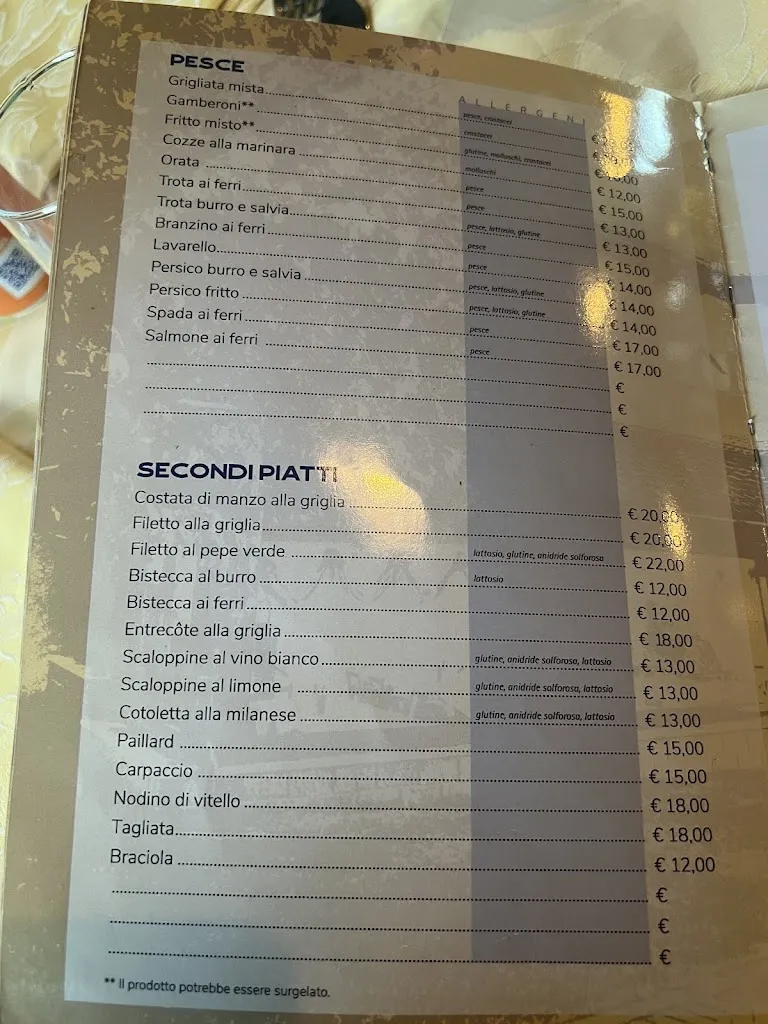 PESCE
ALLERGENI
Grigliata mista pesce, crostacei €
Gamberoni** crostacei €
Fritto misto** glutine, molluschi, crostacei €
Cozze alla marinara molluschi € 12,00
Orata pesce € 15,00
Trota ai ferri pesce € 13,00
Trota burro e salvia pesce, lattosio, glutine € 13,00
Branzino ai ferri pesce € 15,00
Lavarello pesce € 14,00
Persico burro e salvia pesce, lattosio, glutine € 14,00
Persico fritto pesce, lattosio, glutine € 14,00
Spada ai ferri pesce € 17,00
Salmone ai ferri pesce € 17,00
€
€
€
SECONDI PIATTI
Costata di manzo alla griglia € 20,00
Filetto alla griglia € 20,00
Filetto al pepe verde lattosio, glutine, anidride solforosa € 22,00
Bistecca al burro lattosio € 12,00
Bistecca ai ferri € 12,00
Entrecôte alla griglia € 18,00
Scaloppine al vino bianco glutine, anidride solforosa, lattosio € 13,00
Scaloppine al limone glutine, anidride solforosa, lattosio € 13,00
Cotoletta alla milanese glutine, anidride solforosa, lattosio € 13,00
Paillard € 15,00
Carpaccio € 15,00
Nodino di vitello € 18,00
Tagliata € 18,00
Braciola € 12,00
€
€
€
** Il prodotto potrebbe essere surgelato.